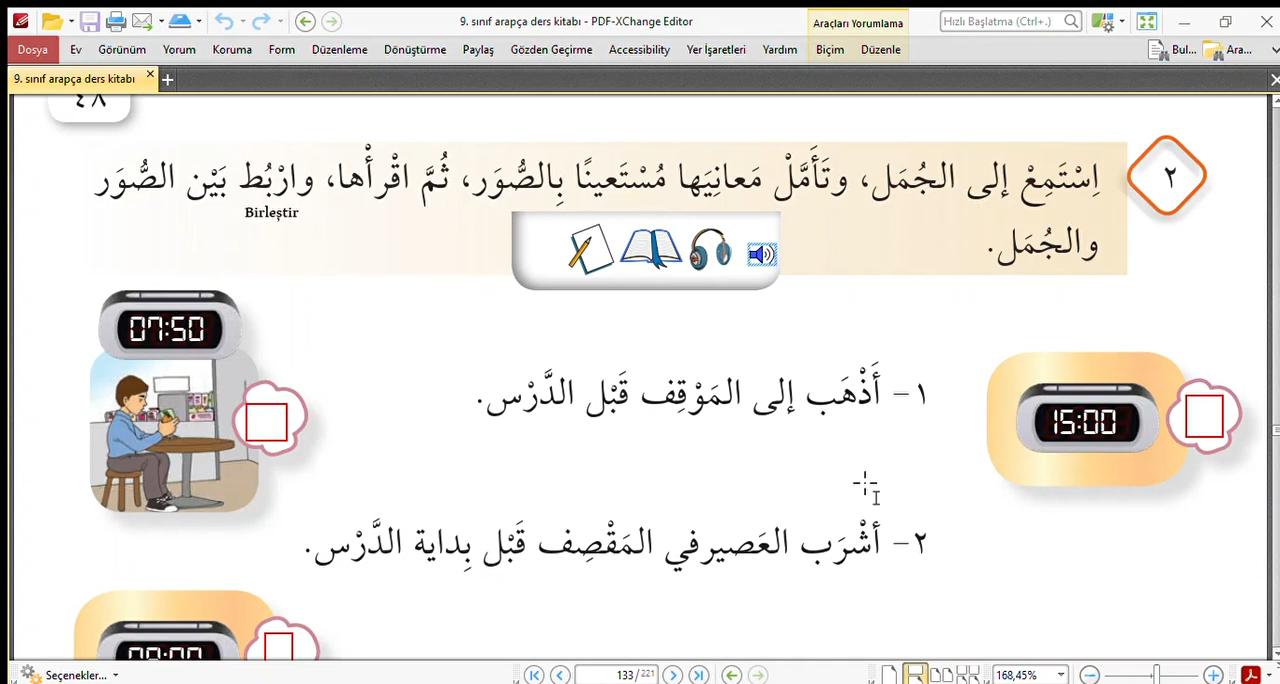 9. sınıf arapça ders kitabı - PDF-XChange Editor
Araçları Yorumlama
Hızlı Başlatma (Ctrl+.)
Dosya Ev Görünüm Yorum Koruma Form Düzenleme Dönüştürme Paylaş Gözden Geçirme Accessibility Yer İşaretleri Yardım Biçim Düzenle Bul... Ara...
9. sınıf arapça ders kitabı
٤٨
٢
اِسْتَمِعْ إلى الجُمَل، وتَأَمَّلْ مَعانِيَها مُسْتَعينًا بِالصُّوَر، ثُمَّ اقْرأْها، وارْبُط بَيْن الصُّوَر
Birleştir
والجُمَل.
07:50
١- أَذْهَب إلى المَوْقِف قَبْل الدَّرْس.
15:00
٢- أشْرَب العَصيرفي المَقْصِف قَبْل بِداية الدَّرْس.
Seçenekler...
133 / 221
168,45%